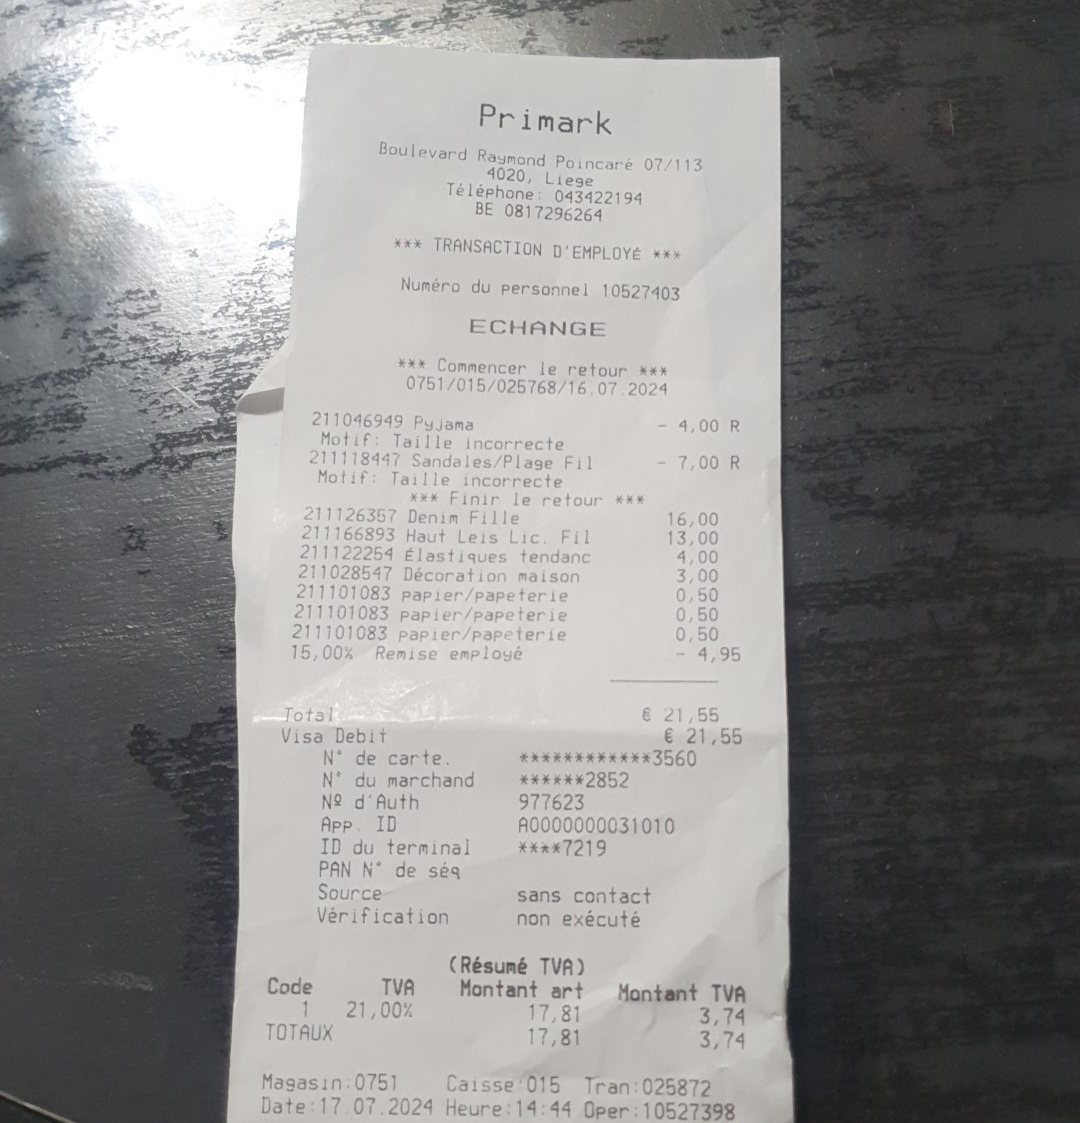 Primark
Boulevard Raymond Poincaré 07/113
4020, Liege
Téléphone: 043422194
BE 0817296264
*** TRANSACTION D'EMPLOYÉ ***
Numéro du personnel 10527403
ECHANGE
*** Commencer le retour ***
0751/015/025768/16.07.2024
211046949 Pyjama - 4,00 R
Motif: Taille incorrecte
211118447 Sandales/Plage Fil - 7,00 R
Motif: Taille incorrecte
*** Finir le retour ***
211126357 Denim Fille 16,00
211166893 Haut Leis Lic. Fil 13,00
211122254 Élastiques tendanc 4,00
211028547 Décoration maison 3,00
211101083 papier/papeterie 0,50
211101083 papier/papeterie 0,50
211101083 papier/papeterie 0,50
15,00% Remise employé - 4,95
Total € 21,55
Visa Debit € 21,55
N° de carte. ************3560
N° du marchand ******2852
Nº d'Auth 977623
App. ID A0000000031010
ID du terminal ****7219
PAN N° de séq
Source sans contact
Vérification non exécuté
(Résumé TVA)
Code TVA Montant art Montant TVA
1 21,00% 17,81 3,74
TOTAUX 17,81 3,74
Magasin:0751 Caisse:015 Tran:025872
Date:17.07.2024 Heure:14:44 Oper:10527398